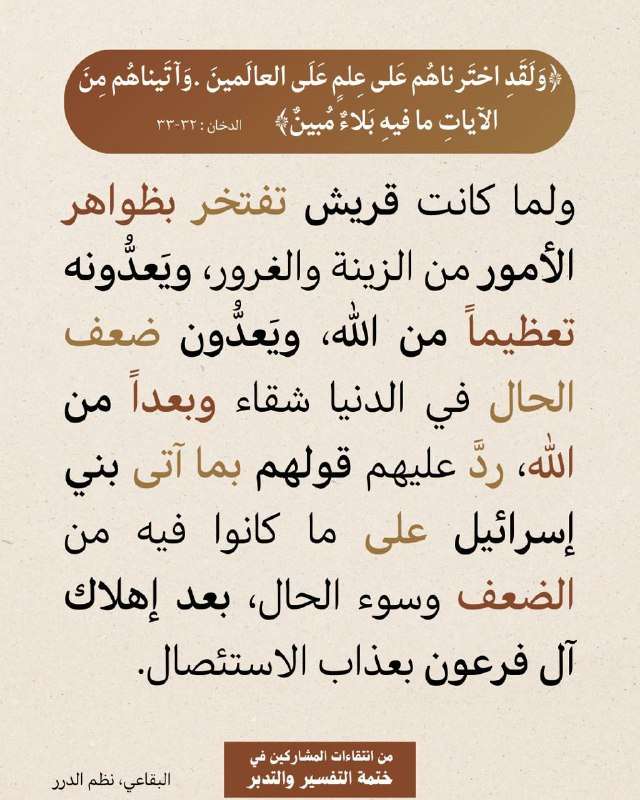 ﴿وَلَقَدِ اختَرناهُم عَلى عِلمٍ عَلَى العالَمينَ .وَآتَيناهُم مِنَ
الآياتِ ما فيهِ بَلاءٌ مُبينٌ﴾ الدخان : ٣٢-٣٣
ولما كانت قريش تفتخر بظواهر
الأمور من الزينة والغرور، ويَعدُّونه
تعظيماً من الله، ويَعدُّون ضعف
الحال في الدنيا شقاء وبعداً من
الله، ردَّ عليهم قولهم بما آتى بني
إسرائيل على ما كانوا فيه من
الضعف وسوء الحال، بعد إهلاك
آل فرعون بعذاب الاستئصال.
من انتقاءات المشاركين في
ختمة التفسير والتدبر
البقاعي، نظم الدرر